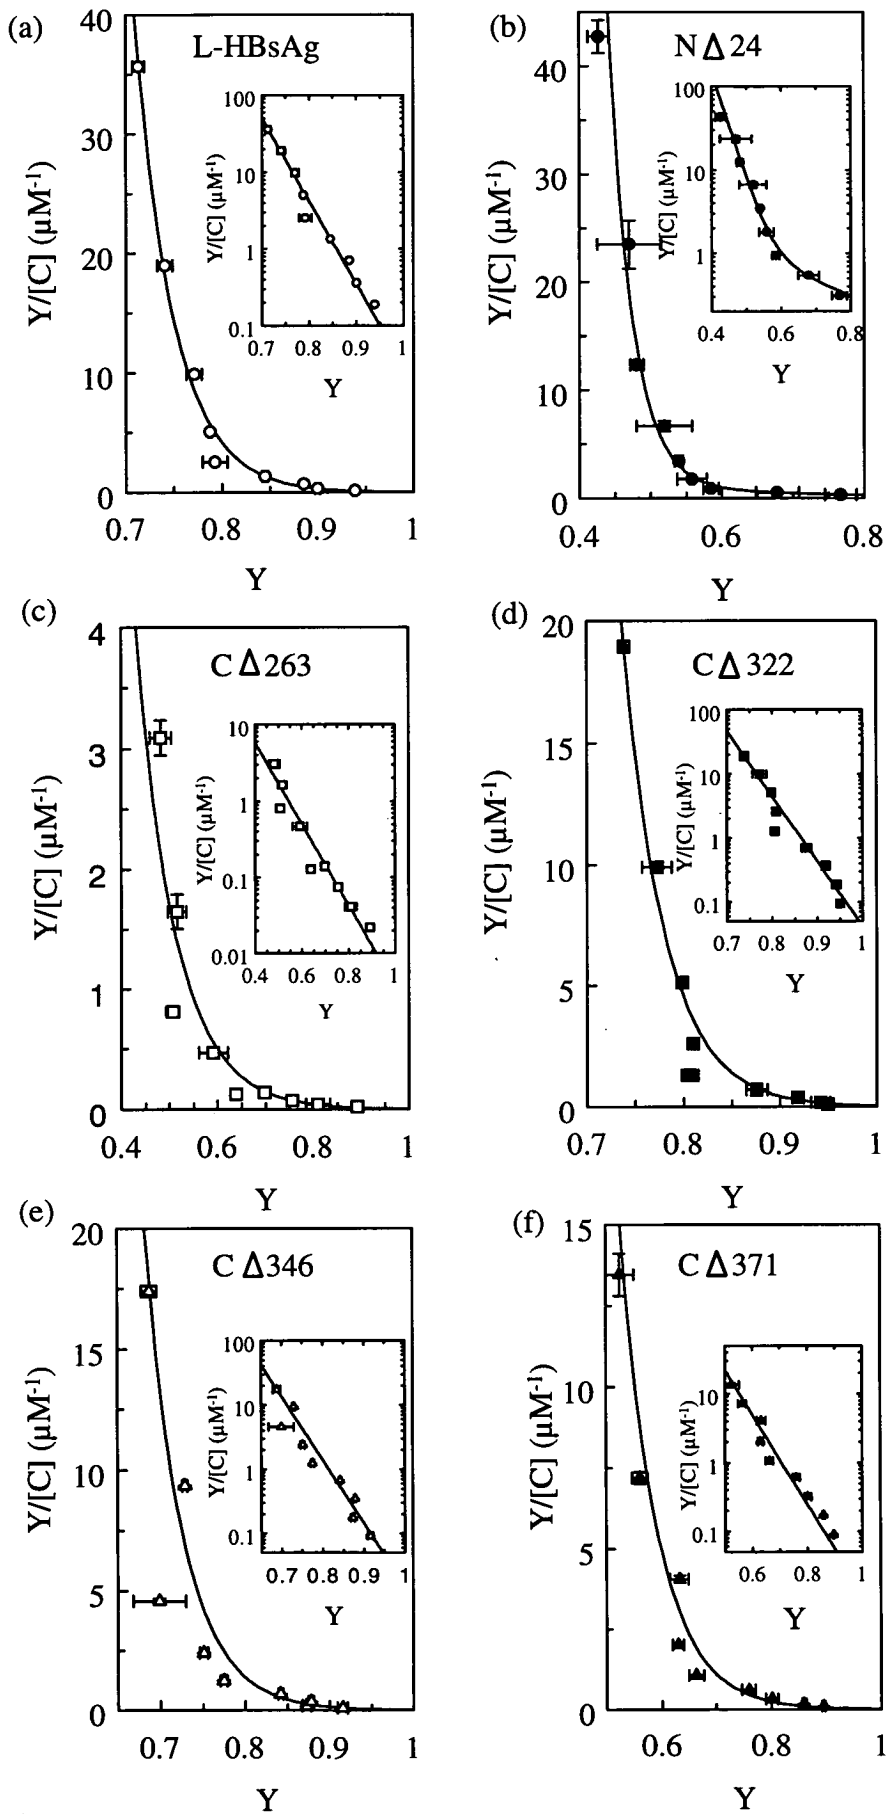 (a)
L-HBsAg
40
30
20
10
0
Y/[C] (µM⁻¹)
0.7 0.8 0.9 1
Y
100
10
1
0.1
Y/[C] (µM⁻¹)
0.7 0.8 0.9 1
Y
(b)
N Δ 24
40
30
20
10
0
Y/[C] (µM⁻¹)
0.4 0.6 0.8
Y
100
10
1
Y/[C] (µM⁻¹)
0.4 0.6 0.8
Y
(c)
C Δ 263
4
3
2
1
0
Y/[C] (µM⁻¹)
0.4 0.6 0.8 1
Y
10
1
0.1
0.01
Y/[C] (µM⁻¹)
0.4 0.6 0.8 1
Y
(d)
C Δ 322
20
15
10
5
0
Y/[C] (µM⁻¹)
0.7 0.8 0.9 1
Y
100
10
1
0.1
Y/[C] (µM⁻¹)
0.7 0.8 0.9 1
Y
(e)
C Δ 346
20
15
10
5
0
Y/[C] (µM⁻¹)
0.7 0.8 0.9 1
Y
100
10
1
0.1
Y/[C] (µM⁻¹)
0.7 0.8 0.9 1
Y
(f)
C Δ 371
15
10
5
0
Y/[C] (µM⁻¹)
0.6 0.8 1
Y
10
1
0.1
Y/[C] (µM⁻¹)
0.6 0.8 1
Y